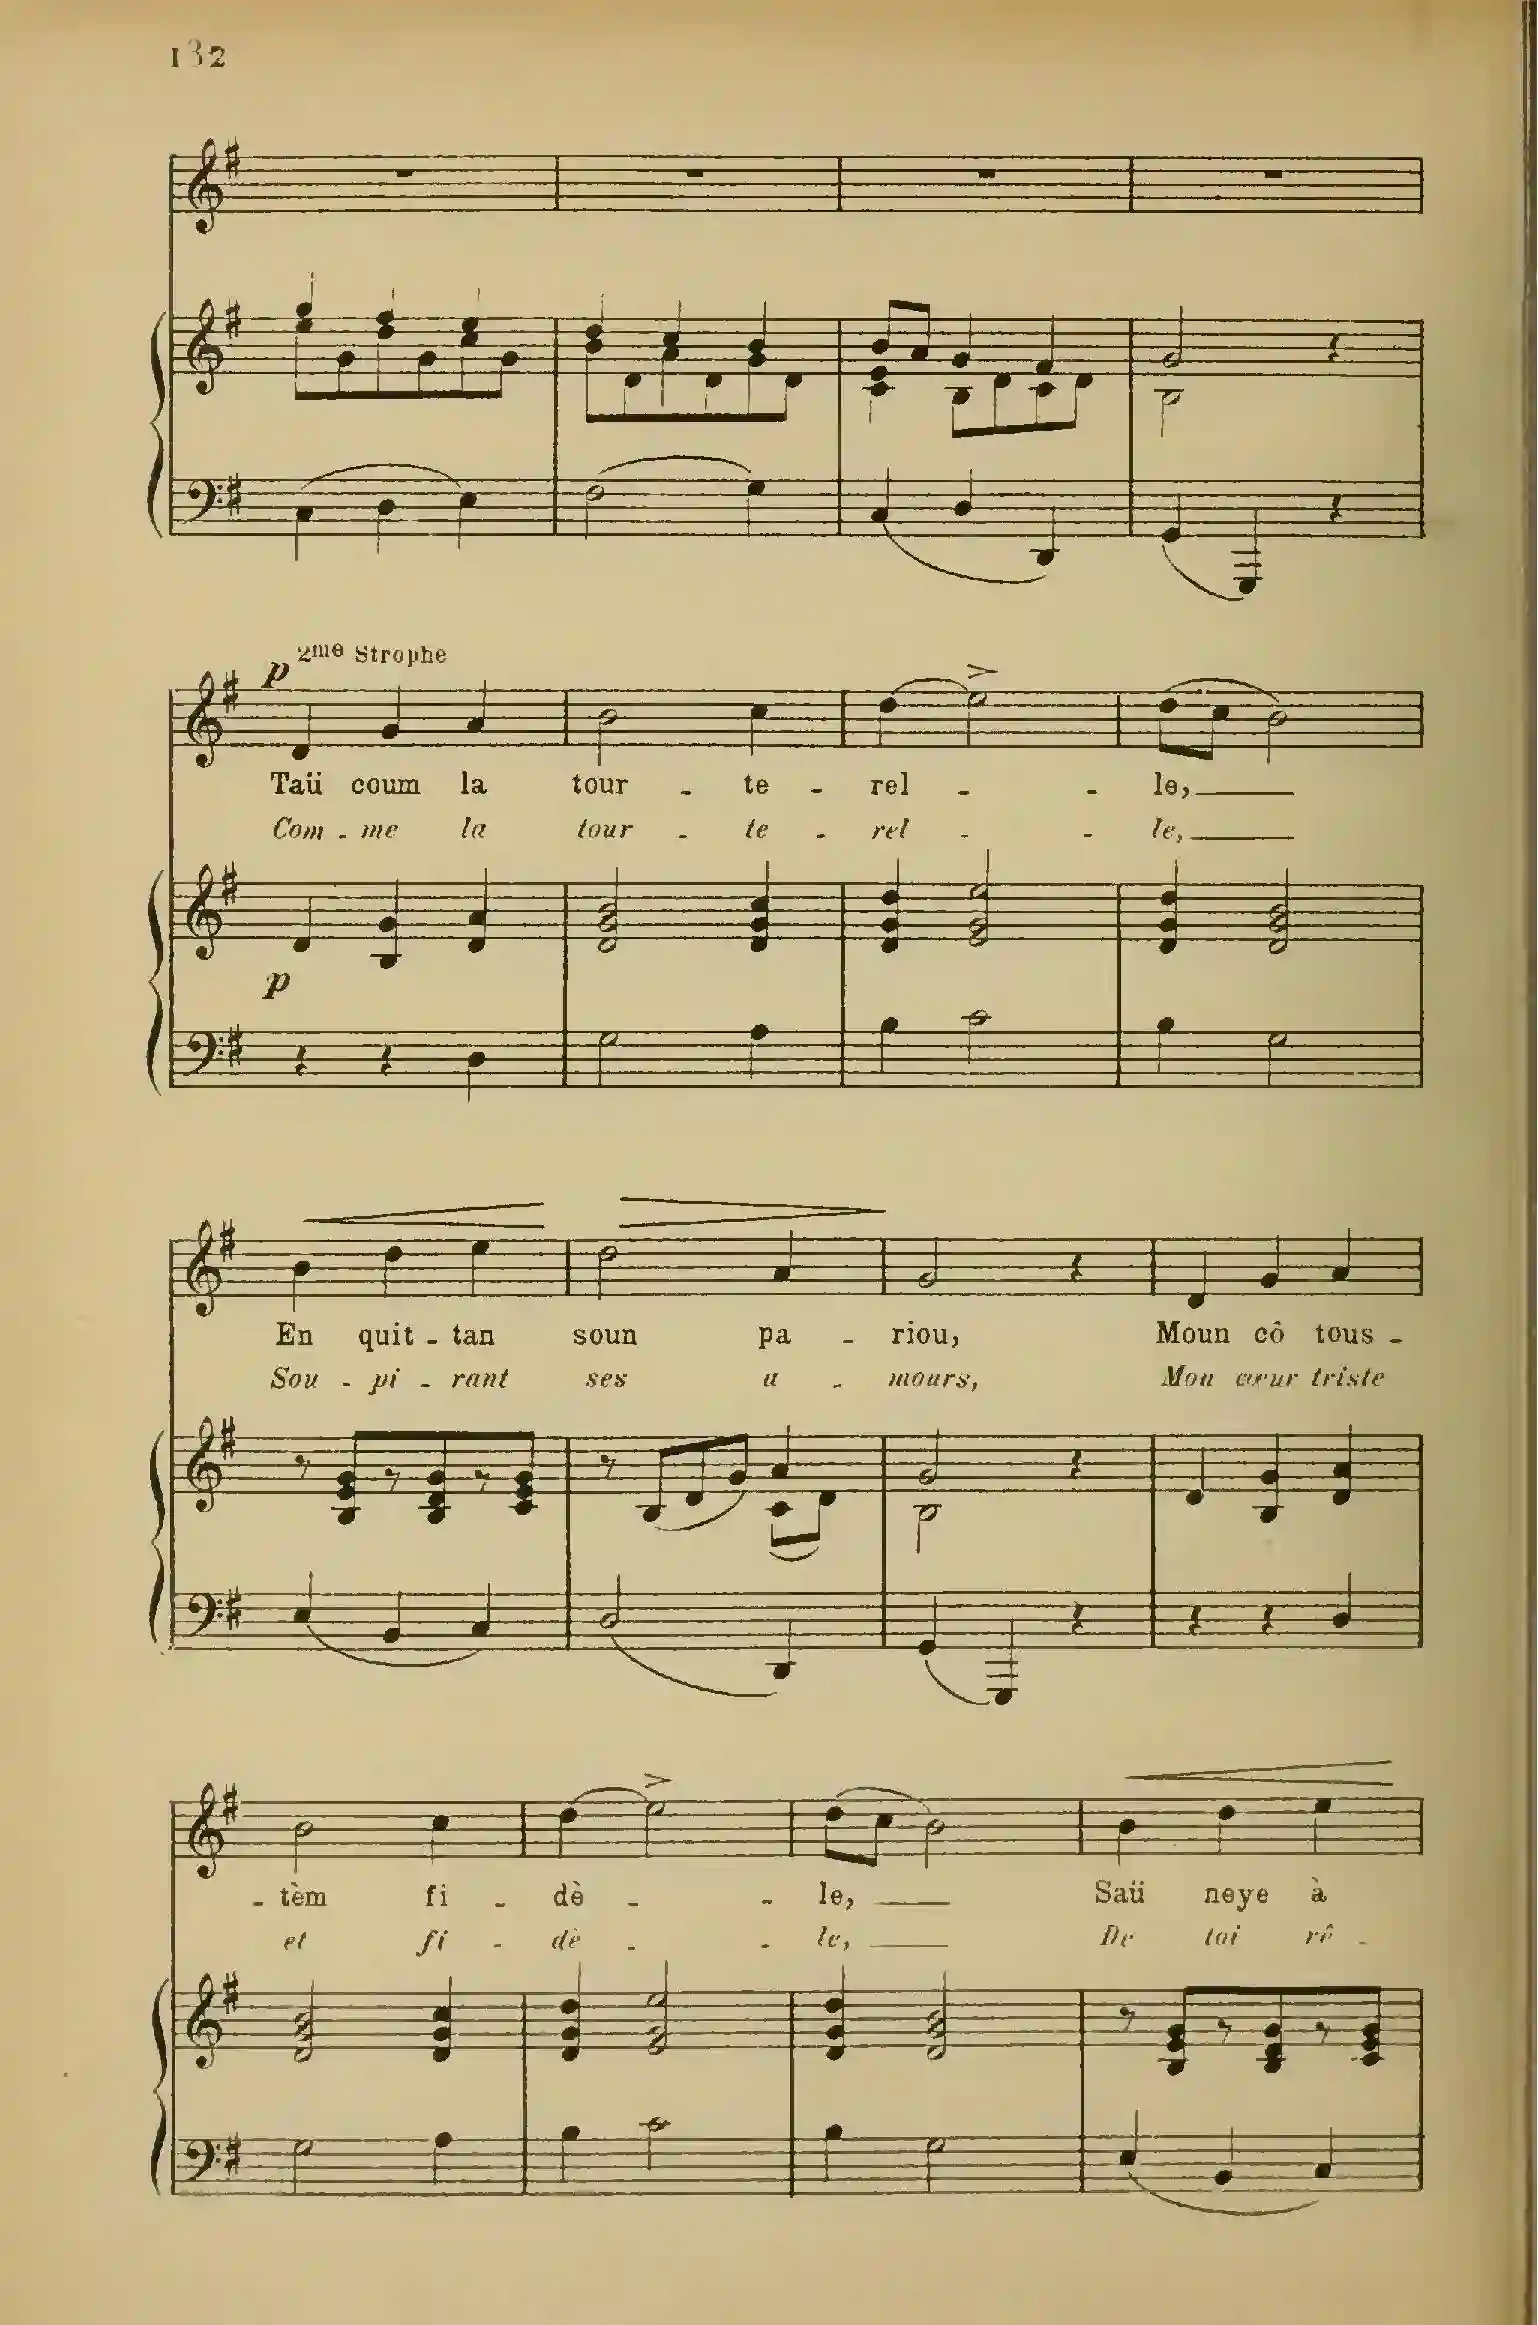 132
p 2me Strophe
Taü coum la tour - te - rel - - le,
Com - me la tour - te - rel - - le,
p
En quit - tan soun pa - riou, Moun cô tous -
Sou - pi - rant ses a - mours, Mon cœur triste
- tèm fi - dè - - le, Saü neye à
et fi - dè - - le, De toi rê -